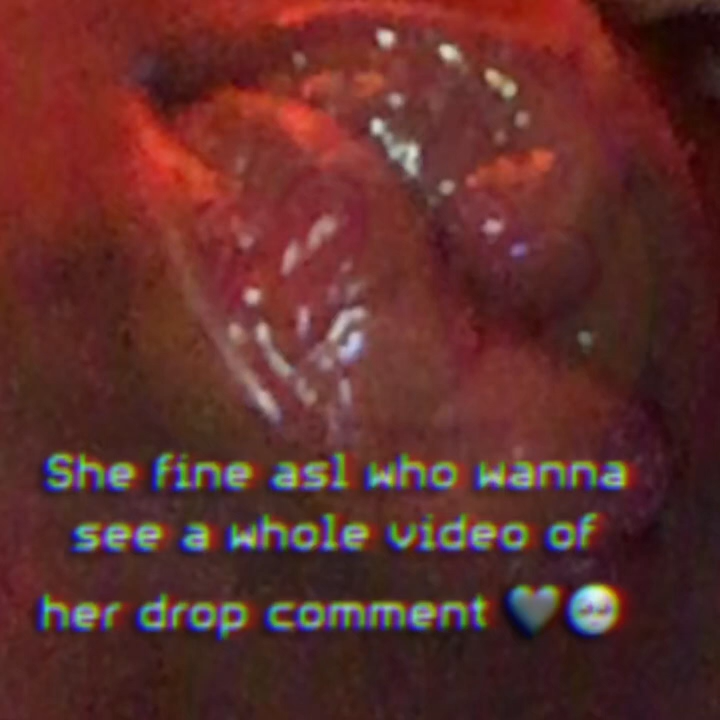 She fine asl who wanna
see a whole video of
her drop comment 🩶🥹